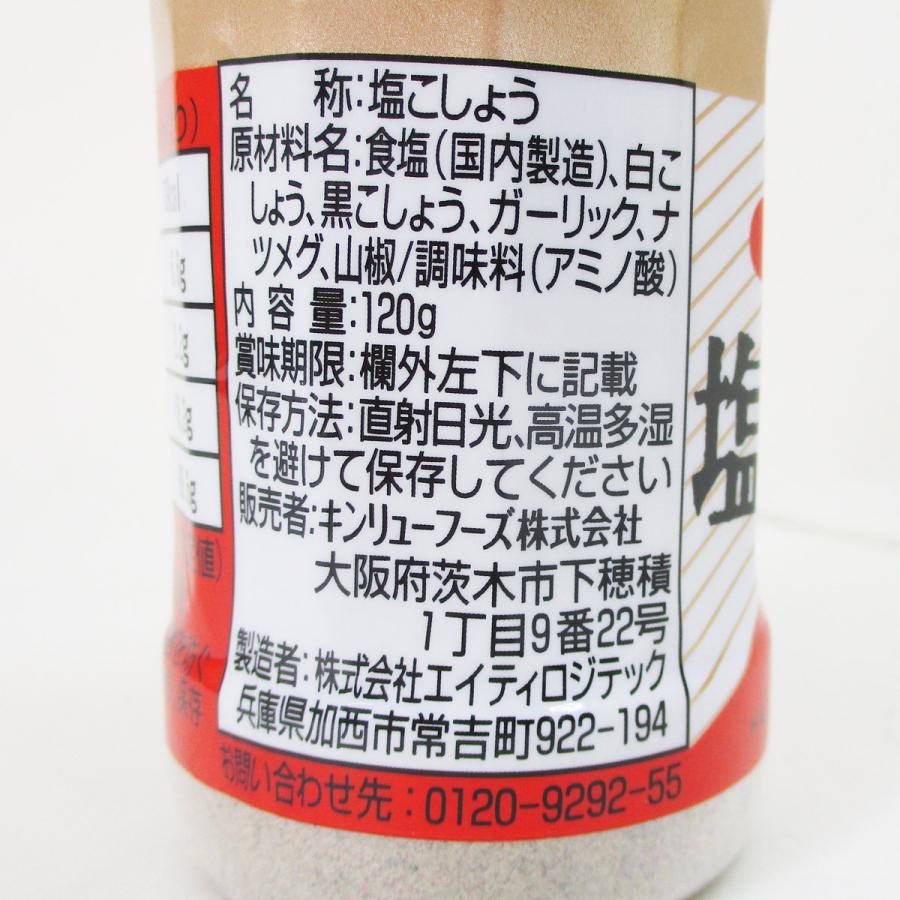 名 称:塩こしょう
原材料名:食塩(国内製造)、白こ
しょう、黒こしょう、ガーリック、ナ
ツメグ、山椒/調味料(アミノ酸)
内容量:120g
賞味期限:欄外左下に記載
保存方法:直射日光、高温多湿
を避けて保存してください
販売者:キンリューフーズ株式会社
大阪府茨木市下穂積
1丁目9番22号
製造者:株式会社エイティロジテック
兵庫県加西市常吉町922-194
お問い合わせ先:0120-9292-55
塩